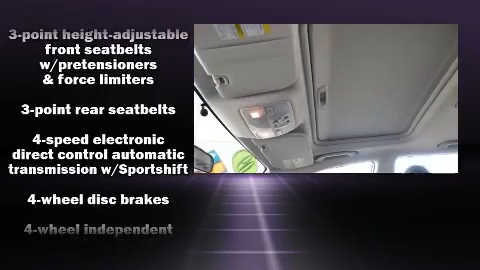 3-point height-adjustable
front seatbelts
w/pretensioners
& force limiters
3-point rear seatbelts
4-speed electronic
direct control automatic
transmission w/Sportshift
4-wheel disc brakes
4-wheel independent